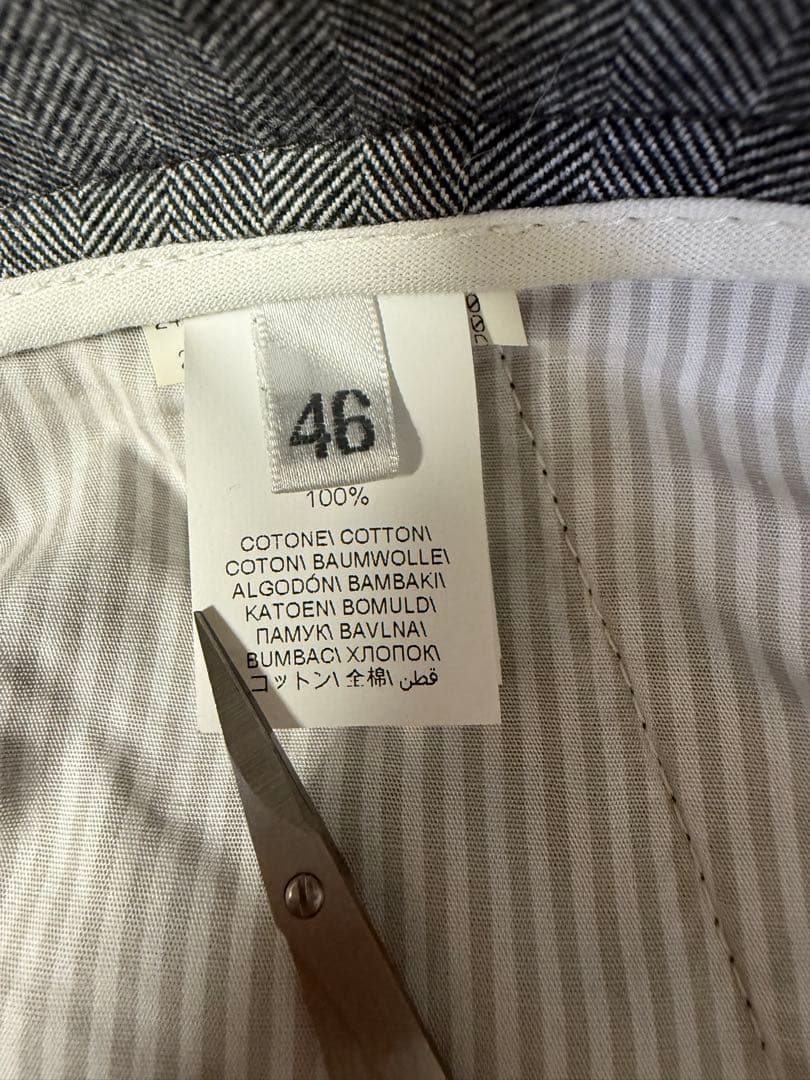 46
100%
COTONE\ COTTON\
COTON\ BAUMWOLLE\
ALGODÓN\ BAMBAKI\
KATOEN\ BOMULD\
ПАМУК\ BAVLNA\
BUMBAC\ ХЛОПОК\
コットン\ 全棉\ قطن